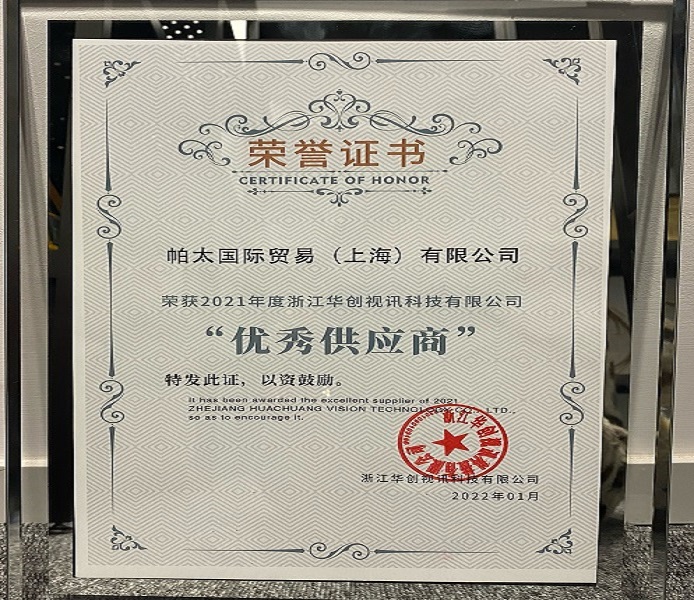 荣誉证书
CERTIFICATE OF HONOR
帕太国际贸易（上海）有限公司
荣获2021年度浙江华创视讯科技有限公司
“优秀供应商”
特发此证，以资鼓励。
It has been awarded the excellent supplier of 2021
ZHEJIANG HUACHUANG VISION TECHNOLOGY CO., LTD.,
so as to encourage it.
浙江华创视讯科技有限公司
2022年01月